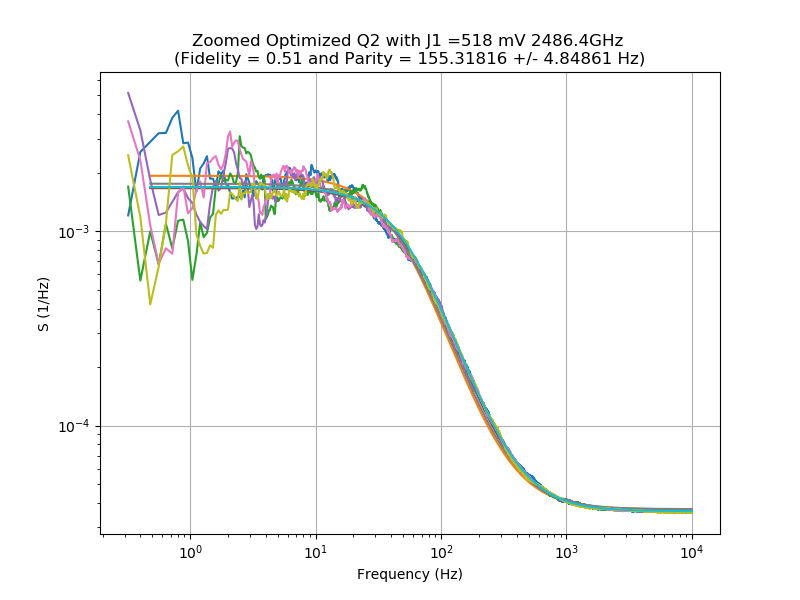 Zoomed Optimized Q2 with J1 =518 mV 2486.4GHz
(Fidelity = 0.51 and Parity = 155.31816 +/- 4.84861 Hz)
S (1/Hz)
10⁻³
10⁻⁴
10⁰ 10¹ 10² 10³ 10⁴
Frequency (Hz)